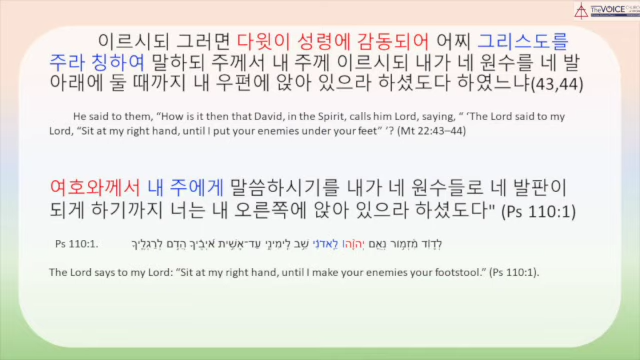 TheVOICE
이르시되 그러면 다윗이 성령에 감동되어 어찌 그리스도를
주라 칭하여 말하되 주께서 내 주께 이르시되 내가 네 원수를 네 발
아래에 둘 때까지 내 우편에 앉아 있으라 하셨도다 하였느냐(43,44)
He said to them, “How is it then that David, in the Spirit, calls him Lord, saying, “ ‘The Lord said to my
Lord, “Sit at my right hand, until I put your enemies under your feet” ’? (Mt 22:43–44)
여호와께서 내 주에게 말씀하시기를 내가 네 원수들로 네 발판이
되게 하기까지 너는 내 오른쪽에 앉아 있으라 하셨도다" (Ps 110:1)
Ps 110:1. לְדָוִ֗ד מִ֫זְמ֥וֹר נְאֻ֤ם יְהוָ֨ה׀ לַֽאדֹנִ֗י שֵׁ֥ב לִֽימִינִ֑י עַד־אָשִׁ֥ית אֹ֝יְבֶ֗יךָ הֲדֹ֣ם לְרַגְלֶֽיךָ
The Lord says to my Lord: “Sit at my right hand, until I make your enemies your footstool.” (Ps 110:1).